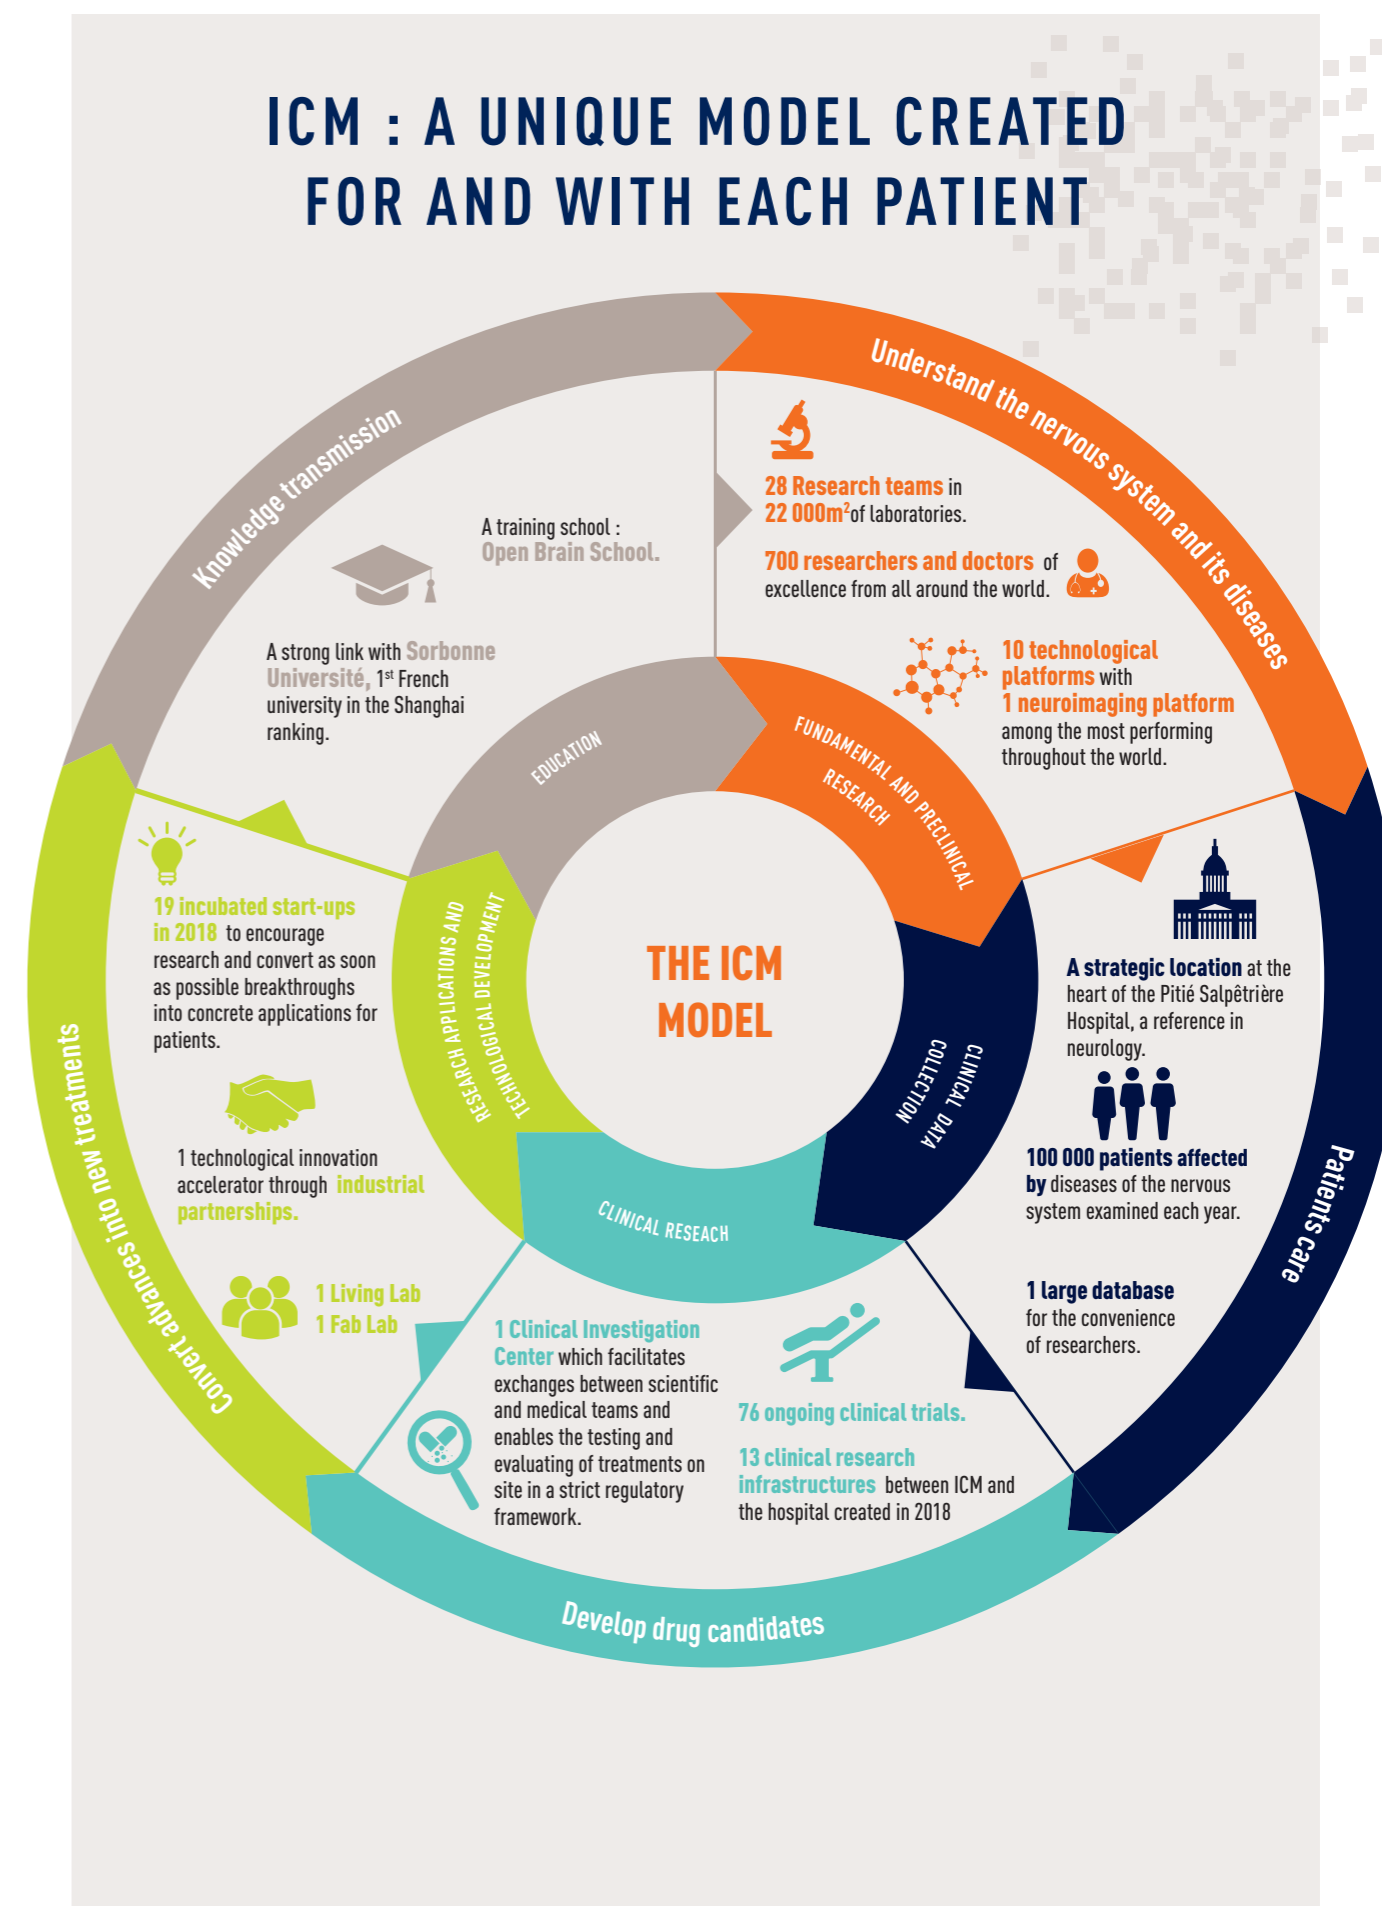 ICM : A UNIQUE MODEL CREATED
FOR AND WITH EACH PATIENT
Understand the nervous system and its diseases
28 Research teams in
22 000m²of laboratories.
700 researchers and doctors of
excellence from all around the world.
10 technological
platforms with
1 neuroimaging platform
among the most performing
throughout the world.
FUNDAMENTAL AND PRECLINICAL
RESEARCH
Patients care
A strategic location at the
heart of the Pitié Salpêtrière
Hospital, a reference in
neurology.
100 000 patients affected
by diseases of the nervous
system examined each year.
1 large database
for the convenience
of researchers.
CLINICAL DATA
COLLECTION
Develop drug candidates
76 ongoing clinical trials.
13 clinical research
infrastructures between ICM and
the hospital created in 2018
1 Clinical Investigation
Center which facilitates
exchanges between scientific
and medical teams and
enables the testing and
evaluating of treatments on
site in a strict regulatory
framework.
CLINICAL RESEACH
Convert advances into new treatments
19 incubated start-ups
in 2018 to encourage
research and convert as soon
as possible breakthroughs
into concrete applications for
patients.
1 technological innovation
accelerator through industrial
partnerships.
1 Living Lab
1 Fab Lab
RESEARCH APPLICATIONS AND
TECHNOLOGICAL DEVELOPMENT
Knowledge transmission
A training school :
Open Brain School.
A strong link with Sorbonne
Université, 1st French
university in the Shanghai
ranking.
EDUCATION
THE ICM
MODEL